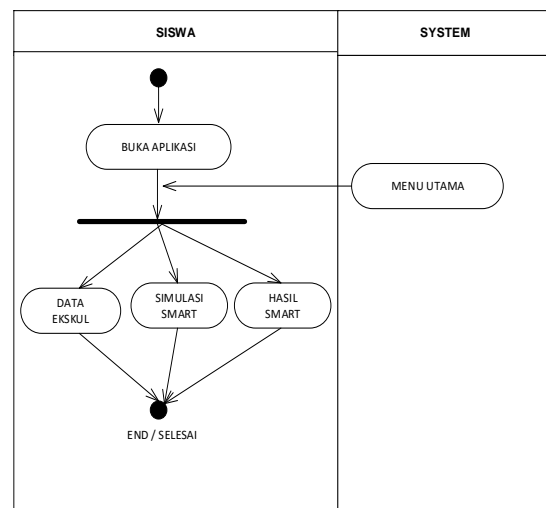 SISWA
SYSTEM
BUKA APLIKASI
MENU UTAMA
DATA
EKSKUL
SIMULASI
SMART
HASIL
SMART
END / SELESAI